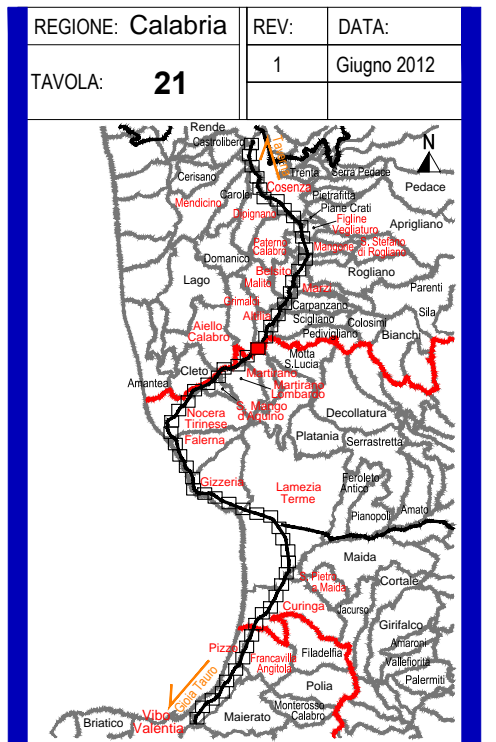 REGIONE: Calabria
REV:
DATA:
TAVOLA: 21
1
Giugno 2012
N
Rende
Castrolibero
Trenta
Serra Pedace
Cerisano
Cosenza
Pedace
Carolei
Pietrafitta
Mendicino
Dipignano
Piane Crati
Figline
Vegliaturo
Aprigliano
Paterno
Calabro
Mangone
S. Stefano
di Rogliano
Domanico
Belsito
Rogliano
Lago
Malito
Marzi
Parenti
Grimaldi
Carpanzano
Sila
Altilia
Scigliano
Colosimi
Aiello
Calabro
Pedivigliano
Bianchi
Motta
S.Lucia
Cleto
Martirano
Amantea
Martirano
Lombardo
S. Mango
d'Aquino
Nocera
Tirinese
Decollatura
Falerna
Platania
Serrastretta
Gizzeria
Lamezia
Terme
Feroleto
Antico
Pianopoli
Amato
Maida
S. Pietro
a Maida
Cortale
Curinga
Jacurso
Girifalco
Pizzo
Amaroni
Francavilla
Angitola
Filadelfia
Vallefiorita
Gioia Tauro
Polia
Palermiti
Monterosso
Calabro
Briatico
Vibo
Valentia
Maierato